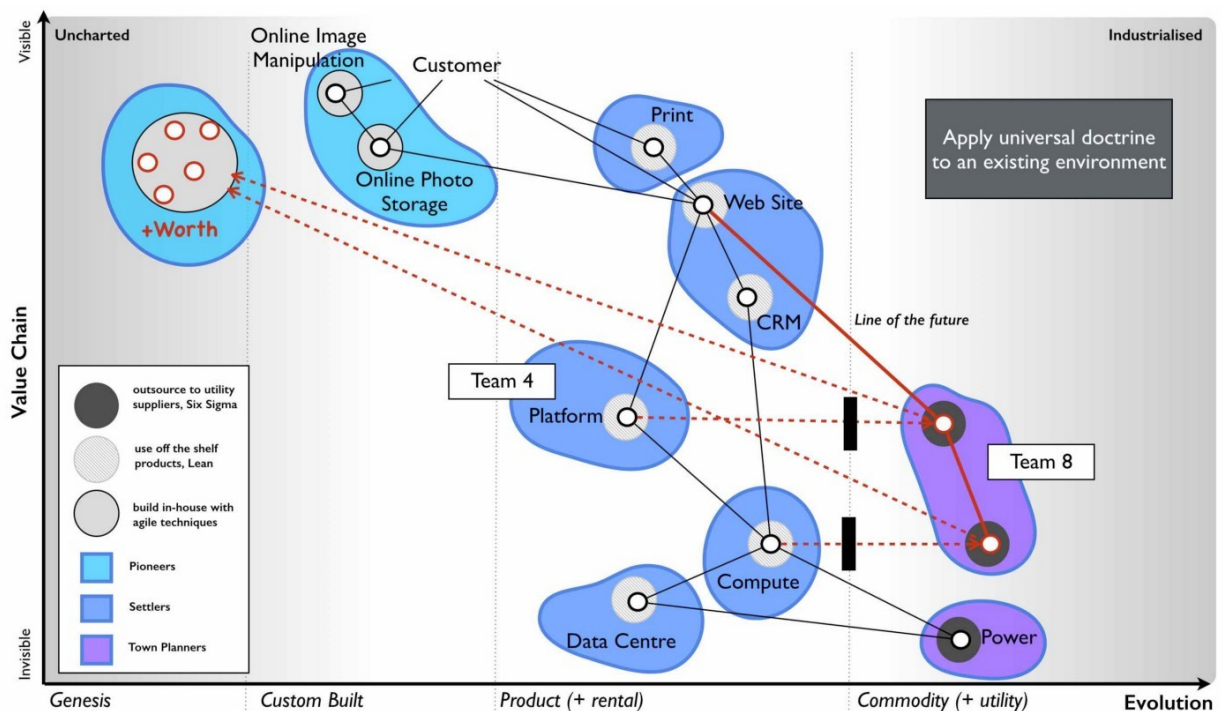 Visible
Uncharted
Online Image
Manipulation
Customer
Industrialised
Print
Apply universal doctrine
to an existing environment
Online Photo
Storage
Web Site
+Worth
CRM
Line of the future
Value Chain
outsource to utility
suppliers, Six Sigma
use off the shelf
products, Lean
build in-house with
agile techniques
Pioneers
Settlers
Town Planners
Team 4
Platform
Team 8
Compute
Data Centre
Power
Invisible
Genesis
Custom Built
Product (+ rental)
Commodity (+ utility)
Evolution